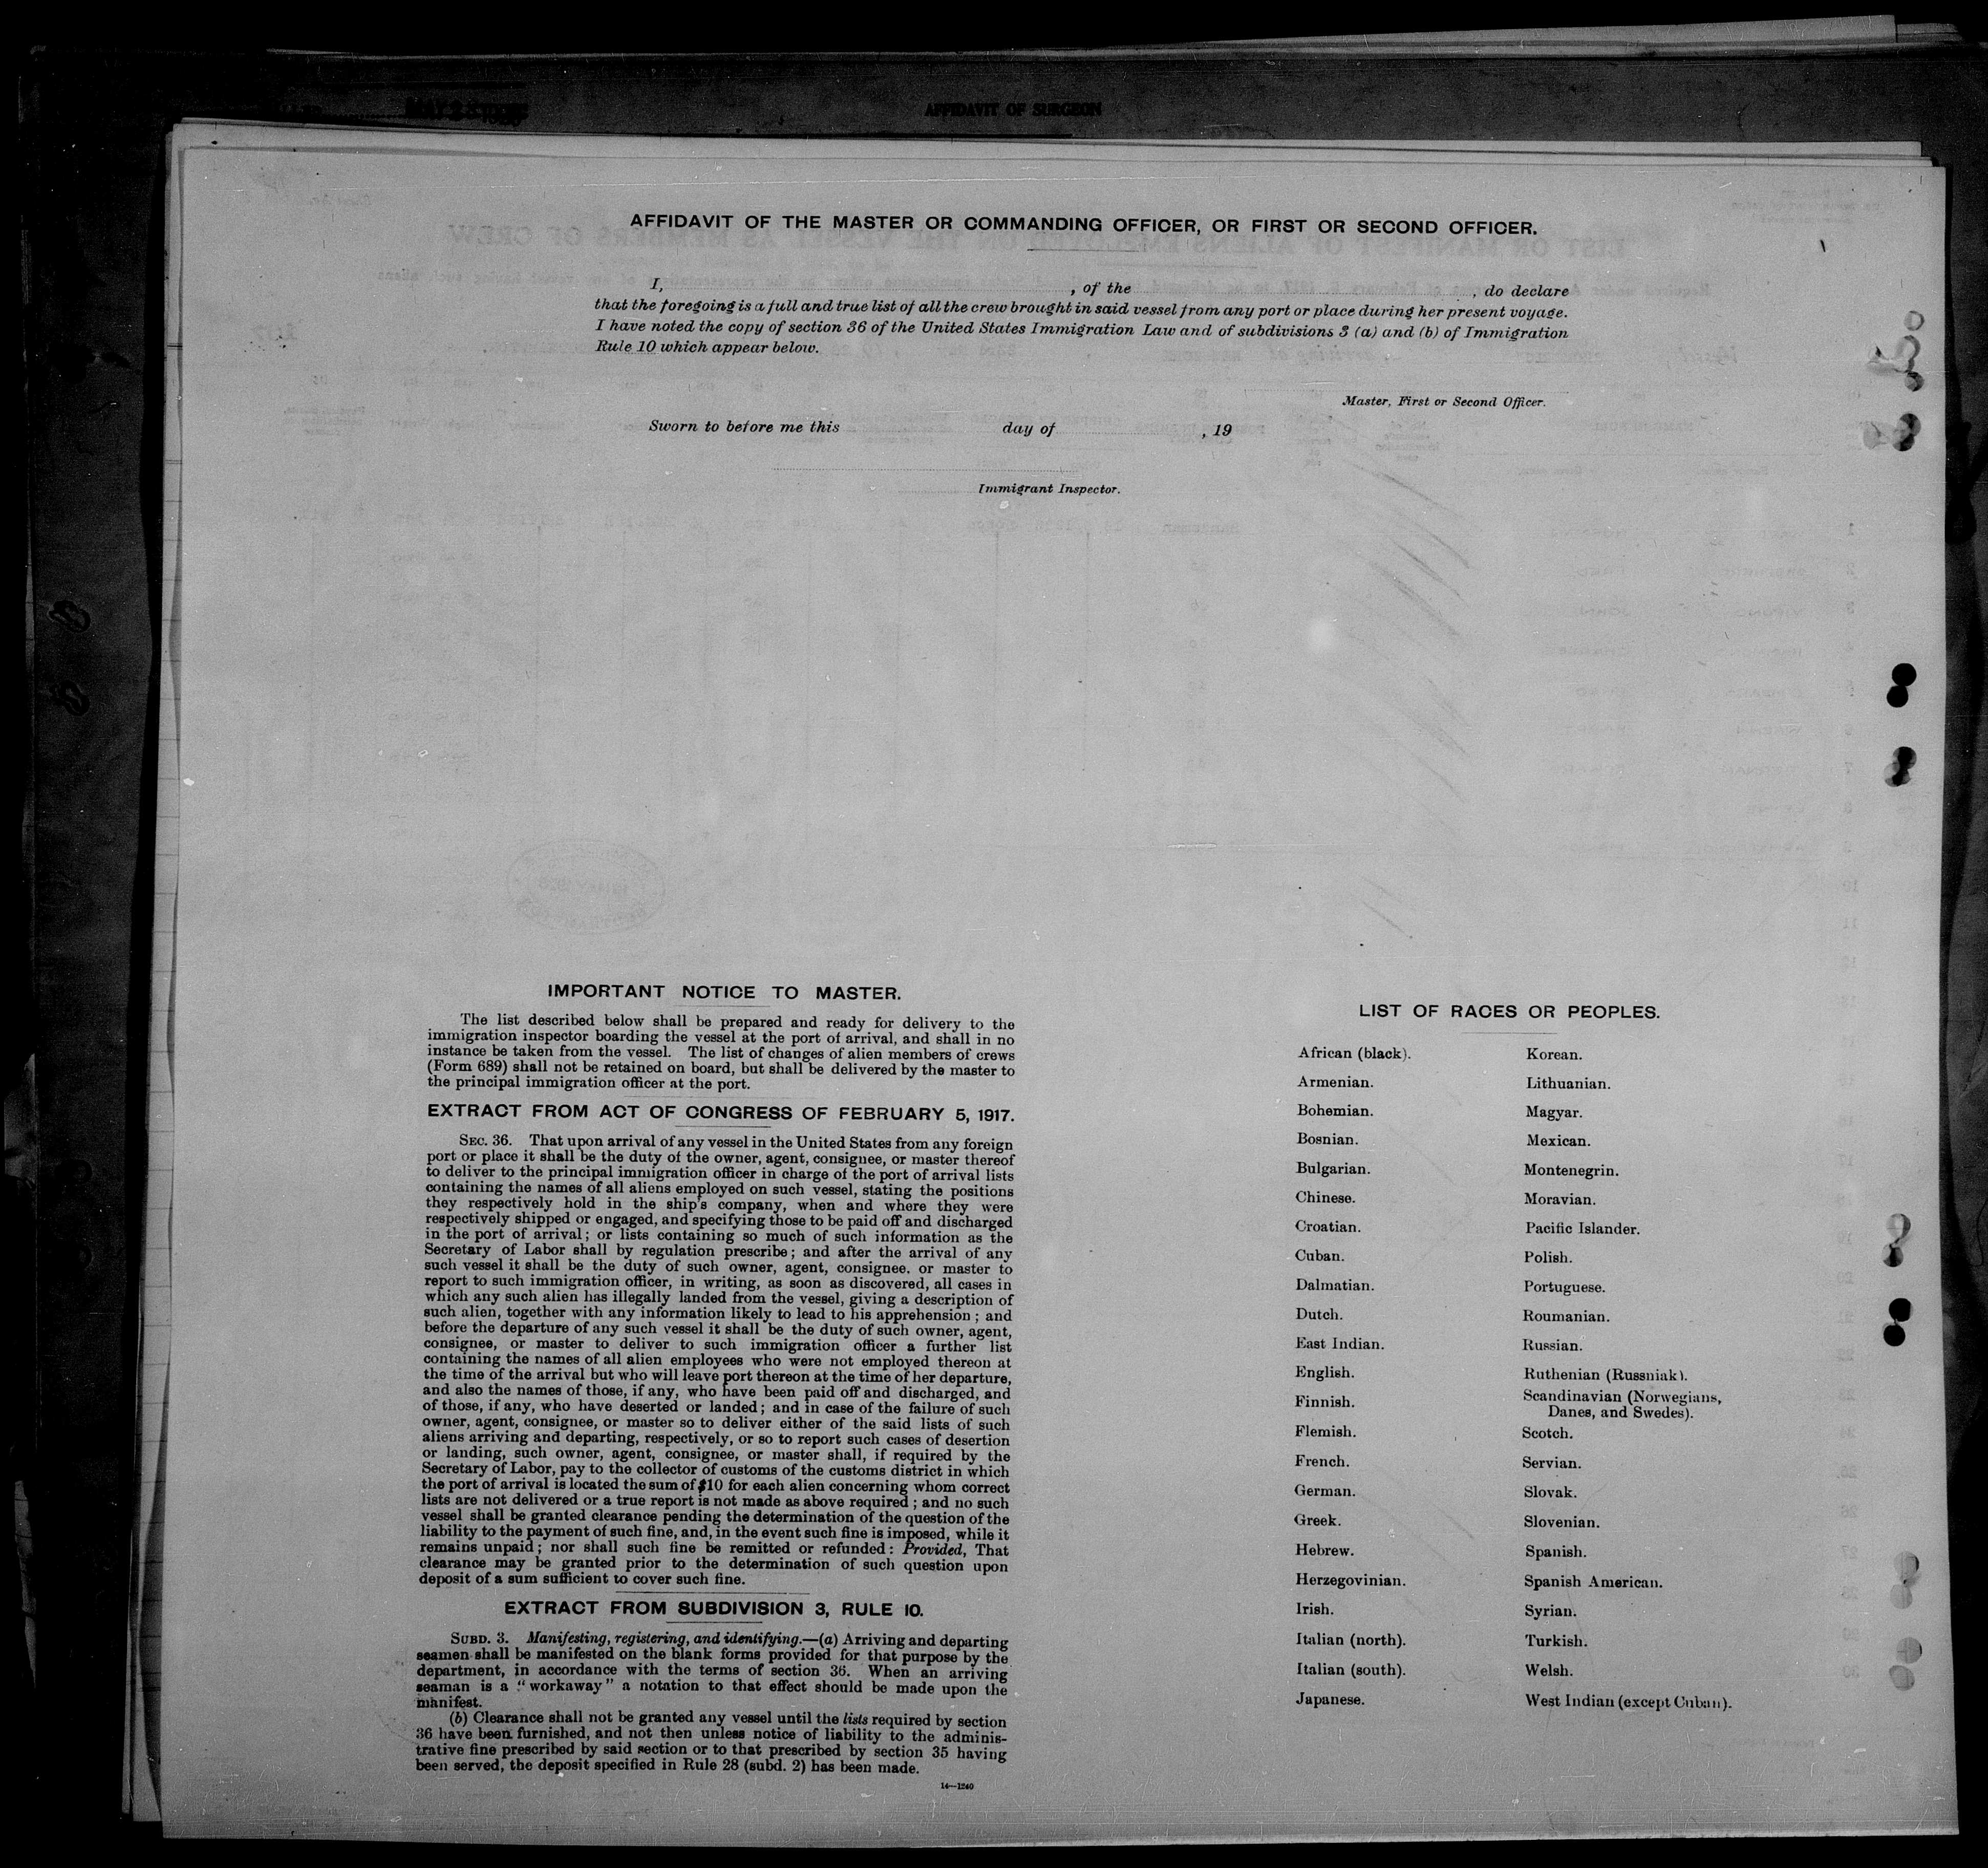 AFFIDAVIT OF SURGEON
AFFIDAVIT OF THE MASTER OR COMMANDING OFFICER, OR FIRST OR SECOND OFFICER.
I, , of the , do declare
that the foregoing is a full and true list of all the crew brought in said vessel from any port or place during her present voyage.
I have noted the copy of section 36 of the United States Immigration Law and of subdivisions 3 (a) and (b) of Immigration
Rule 10 which appear below.
Master, First or Second Officer.
Sworn to before me this day of , 19
Immigrant Inspector.
IMPORTANT NOTICE TO MASTER.
The list described below shall be prepared and ready for delivery to the
immigration inspector boarding the vessel at the port of arrival, and shall in no
instance be taken from the vessel. The list of changes of alien members of crews
(Form 689) shall not be retained on board, but shall be delivered by the master to
the principal immigration officer at the port.
EXTRACT FROM ACT OF CONGRESS OF FEBRUARY 5, 1917.
SEC. 36. That upon arrival of any vessel in the United States from any foreign
port or place it shall be the duty of the owner, agent, consignee, or master thereof
to deliver to the principal immigration officer in charge of the port of arrival lists
containing the names of all aliens employed on such vessel, stating the positions
they respectively hold in the ship's company, when and where they were
respectively shipped or engaged, and specifying those to be paid off and discharged
in the port of arrival; or lists containing so much of such information as the
Secretary of Labor shall by regulation prescribe; and after the arrival of any
such vessel it shall be the duty of such owner, agent, consignee. or master to
report to such immigration officer, in writing, as soon as discovered, all cases in
which any such alien has illegally landed from the vessel, giving a description of
such alien, together with any information likely to lead to his apprehension; and
before the departure of any such vessel it shall be the duty of such owner, agent,
consignee, or master to deliver to such immigration officer a further list
containing the names of all alien employees who were not employed thereon at
the time of the arrival but who will leave port thereon at the time of her departure,
and also the names of those, if any, who have been paid off and discharged, and
of those, if any, who have deserted or landed; and in case of the failure of such
owner, agent, consignee, or master so to deliver either of the said lists of such
aliens arriving and departing, respectively, or so to report such cases of desertion
or landing, such owner, agent, consignee, or master shall, if required by the
Secretary of Labor, pay to the collector of customs of the customs district in which
the port of arrival is located the sum of $10 for each alien concerning whom correct
lists are not delivered or a true report is not made as above required; and no such
vessel shall be granted clearance pending the determination of the question of the
liability to the payment of such fine, and, in the event such fine is imposed, while it
remains unpaid; nor shall such fine be remitted or refunded: Provided, That
clearance may be granted prior to the determination of such question upon
deposit of a sum sufficient to cover such fine.
EXTRACT FROM SUBDIVISION 3, RULE 10.
SUBD. 3. Manifesting, registering, and identifying.—(a) Arriving and departing
seamen shall be manifested on the blank forms provided for that purpose by the
department, in accordance with the terms of section 36. When an arriving
seaman is a "workaway" a notation to that effect should be made upon the
manifest.
(b) Clearance shall not be granted any vessel until the lists required by section
36 have been furnished, and not then unless notice of liability to the adminis-
trative fine prescribed by said section or to that prescribed by section 35 having
been served, the deposit specified in Rule 28 (subd. 2) has been made.
14—1240
LIST OF RACES OR PEOPLES.
African (black).
Armenian.
Bohemian.
Bosnian.
Bulgarian.
Chinese.
Croatian.
Cuban.
Dalmatian.
Dutch.
East Indian.
English.
Finnish.
Flemish.
French.
German.
Greek.
Hebrew.
Herzegovinian.
Irish.
Italian (north).
Italian (south).
Japanese.
Korean.
Lithuanian.
Magyar.
Mexican.
Montenegrin.
Moravian.
Pacific Islander.
Polish.
Portuguese.
Roumanian.
Russian.
Ruthenian (Russniak).
Scandinavian (Norwegians,
Danes, and Swedes).
Scotch.
Servian.
Slovak.
Slovenian.
Spanish.
Spanish American.
Syrian.
Turkish.
Welsh.
West Indian (except Cuban).